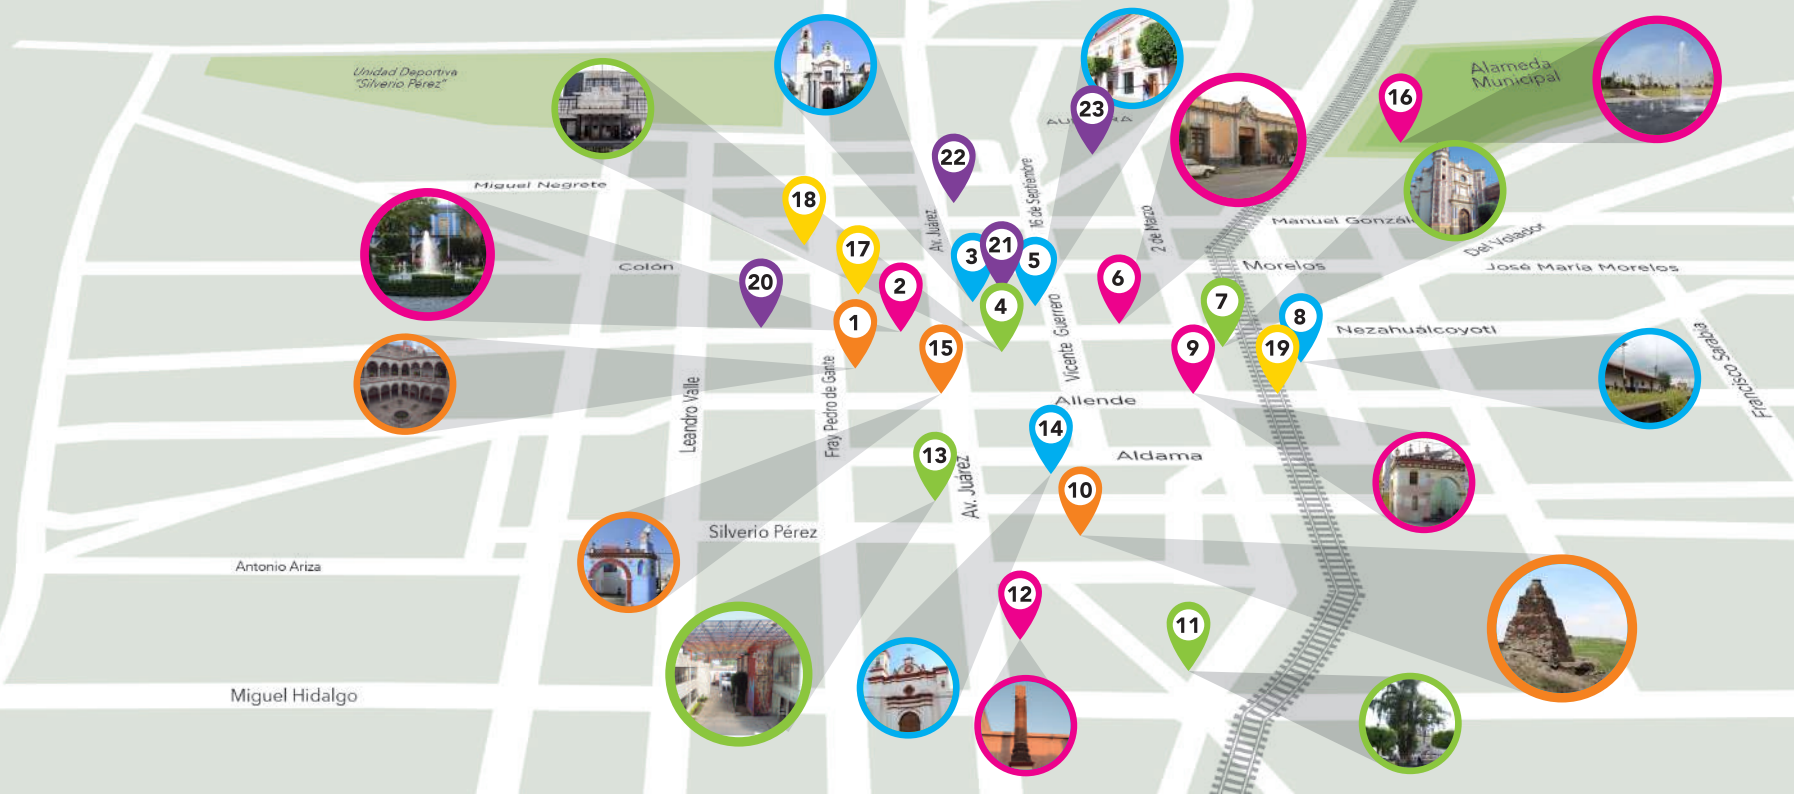 Unidad Deportiva
"Silverio Pérez"
Alameda
Municipal
16
23
22
Miguel Negrete
18
16 de Septiembre
Av. Juárez
2 de Marzo
Manuel Gonzál
Del Volador
17
3
21
5
Colón
6
Morelos
José María Morelos
20
2
1
4
7
8
Nezahualcoyotl
15
9
19
Vicente Guerrero
Francisco Sarabia
Leandro Valle
Fray Pedro de Gante
Allende
14
13
Aldama
Av. Juárez
10
Silverio Pérez
Antonio Ariza
12
11
Miguel Hidalgo